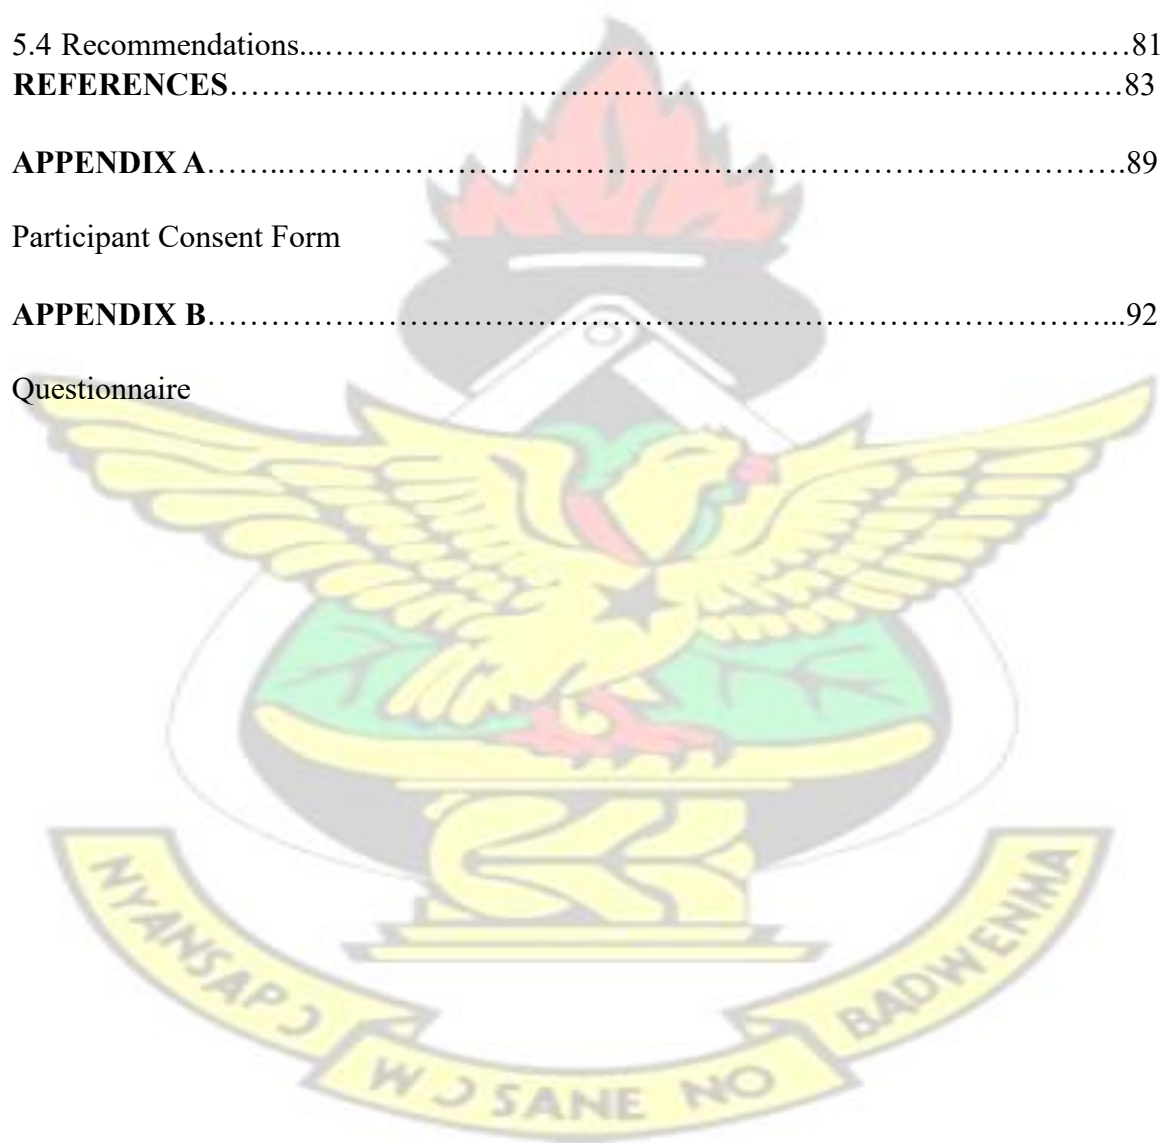 5.4 Recommendations...……………………...…………………...…………………………81
REFERENCES……………………………………………………………………………83
APPENDIX A……..……………………………………………………………………….89
Participant Consent Form
APPENDIX B…………………………………………………………………………...92
Questionnaire
NYANSAPƆ
WƆSANE NO
BADWENMA